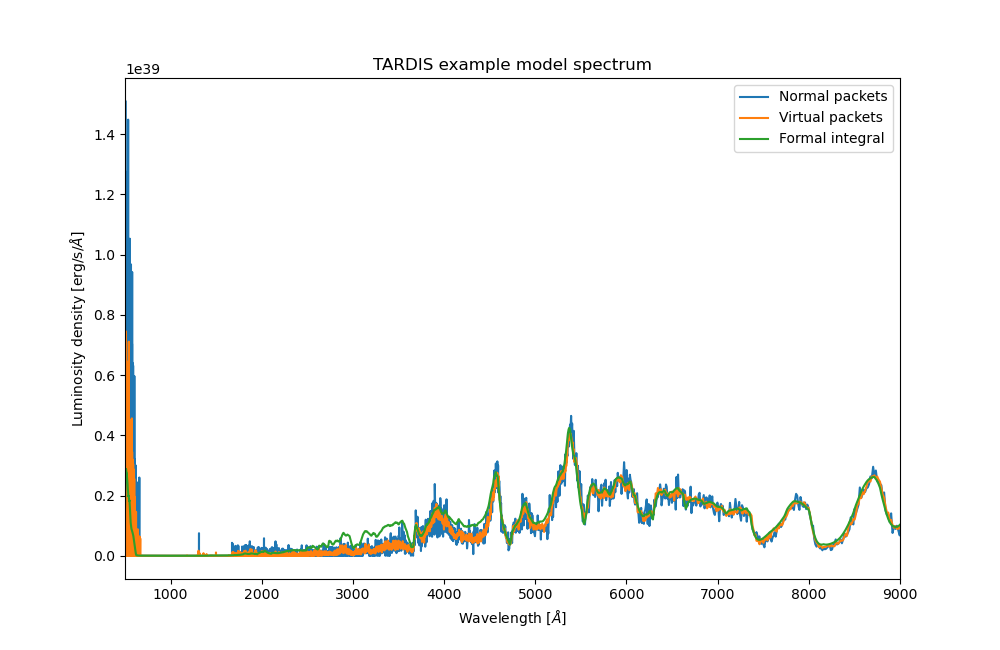 TARDIS example model spectrum
1e39
Normal packets
Virtual packets
Formal integral
1.4
1.2
1.0
0.8
0.6
0.4
0.2
0.0
Luminosity density [erg/s/Å]
1000 2000 3000 4000 5000 6000 7000 8000 9000
Wavelength [Å]